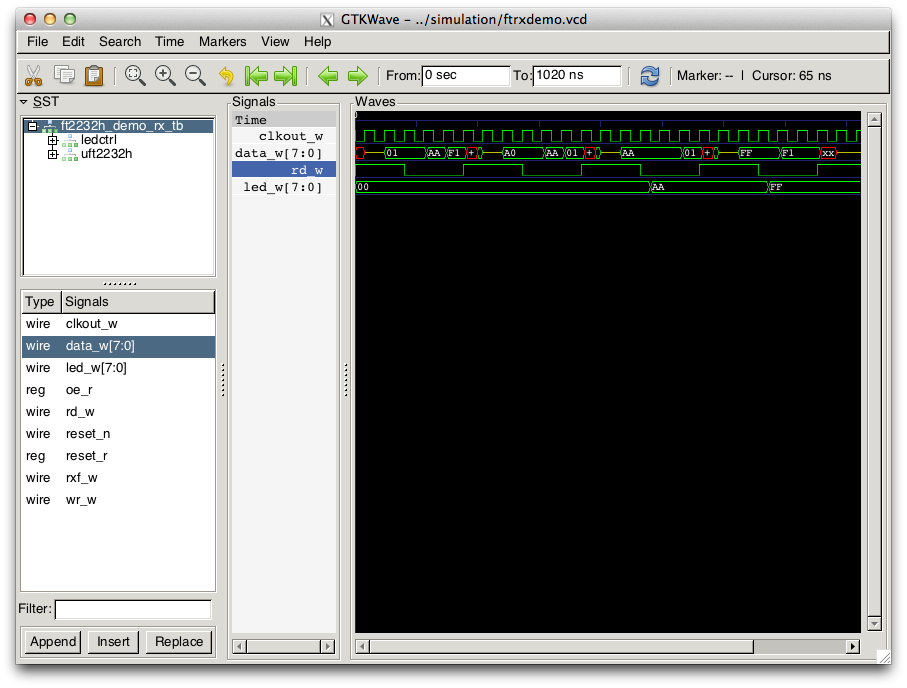 GTKWave – ../simulation/ftrxdemo.vcd
File Edit Search Time Markers View Help
From: 0 sec To: 1020 ns Marker: -- | Cursor: 65 ns
SST
ft2232h_demo_rx_tb
ledctrl
uft2232h
Type Signals
wire clkout_w
wire data_w[7:0]
wire led_w[7:0]
reg oe_r
wire rd_w
wire reset_n
reg reset_r
wire rxf_w
wire wr_w
Filter:
Append Insert Replace
Signals
Time
clkout_w
data_w[7:0]
rd_w
led_w[7:0]
Waves
0
01 AA F1 + A0 AA 01 + AA 01 + FF F1 xx
00 AA FF